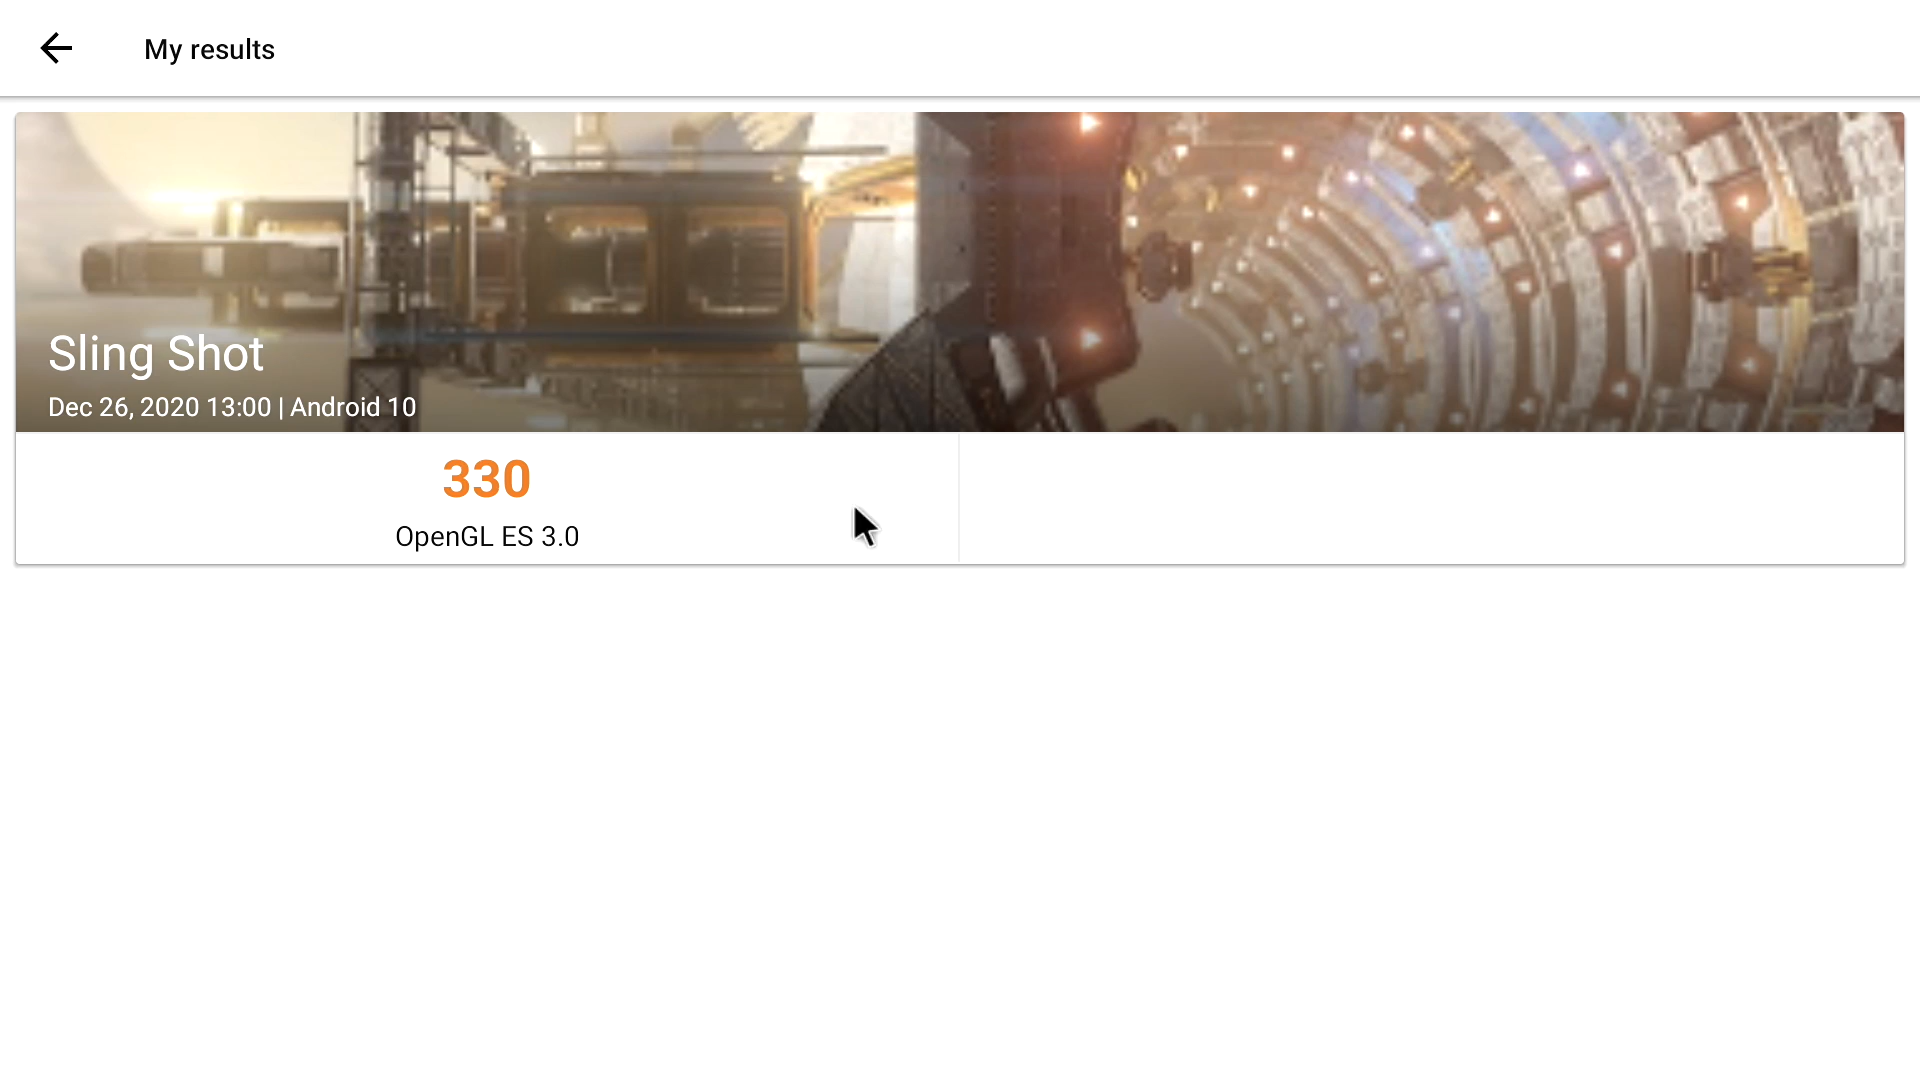 My results
Sling Shot
Dec 26, 2020 13:00 | Android 10
330
OpenGL ES 3.0